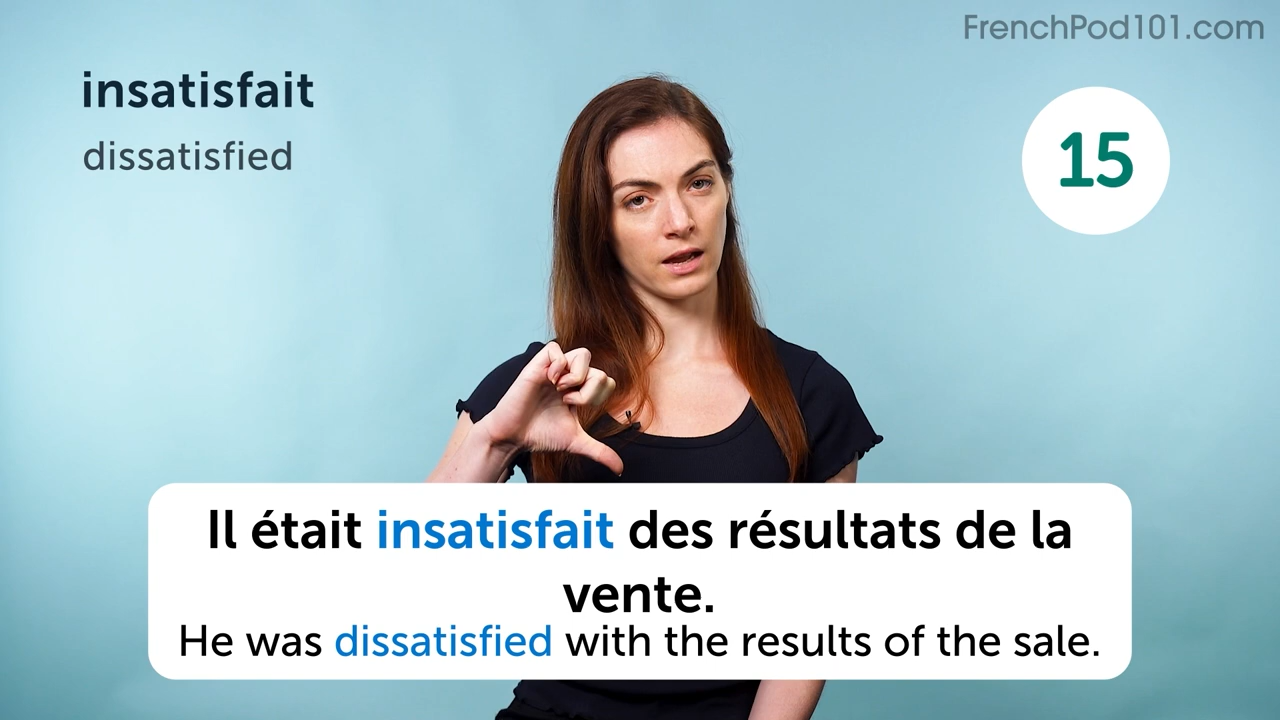 FrenchPod101.com
insatisfait
dissatisfied
15
Il était insatisfait des résultats de la
vente.
He was dissatisfied with the results of the sale.